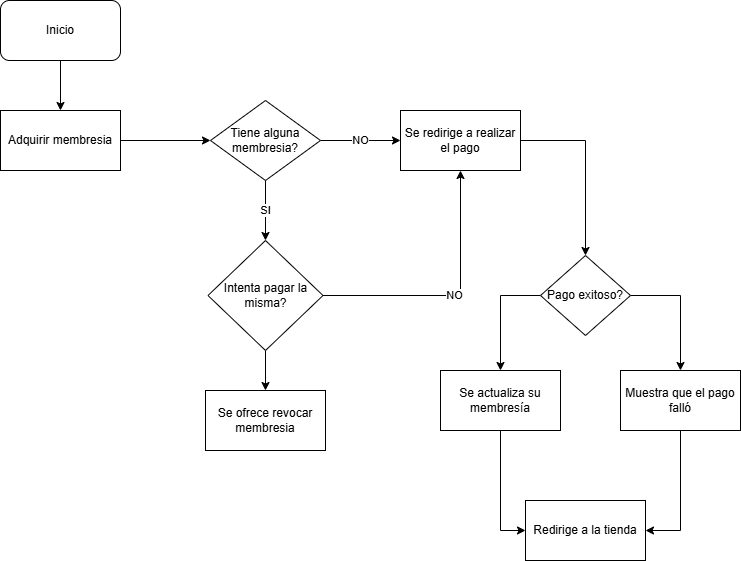 Inicio
Adquirir membresia
Tiene alguna
membresia?
NO
Se redirige a realizar
el pago
SI
Intenta pagar la
misma?
NO
Pago exitoso?
Se ofrece revocar
membresia
Se actualiza su
membresía
Muestra que el pago
falló
Redirige a la tienda